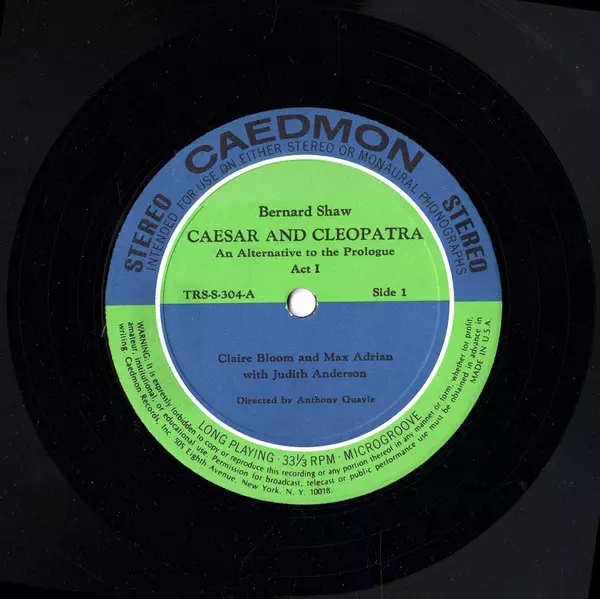 CAEDMON
STEREO
INTENDED FOR USE ON EITHER STEREO OR MONAURAL PHONOGRAPHS
STEREO
Bernard Shaw
CAESAR AND CLEOPATRA
An Alternative to the Prologue
Act I
TRS-S-304-A
Side 1
Claire Bloom and Max Adrian
with Judith Anderson
Directed by Anthony Quayle
LONG PLAYING · 33⅓ RPM · MICROGROOVE
WARNING: It is expressly forbidden to copy or reproduce this recording or any portion thereof in any manner or form, whether for profit,
amateur, institutional, or educational use. Permission for broadcast, telecast or public performance use must be obtained in advance in
writing. Caedmon Records, Inc. 505 Eighth Avenue, New York, N. Y. 10018.
MADE IN U.S.A.